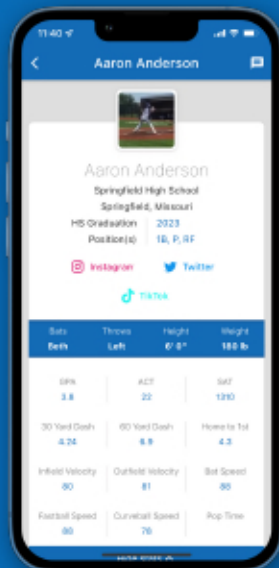 11:40
Aaron Anderson
Aaron Anderson
Springfield High School
Springfield, Missouri
HS Graduation 2023
Position(s) 1B, P, RF
Instagram Twitter
TikTok
Bats Throws Height Weight
Both Left 6' 0" 180 lb
GPA ACT SAT
3.8 22 1310
30 Yard Dash 60 Yard Dash Home to 1st
4.24 6.9 4.3
Infield Velocity Outfield Velocity Bat Speed
80 81 88
Fastball Speed Curveball Speed Pop Time
88 78